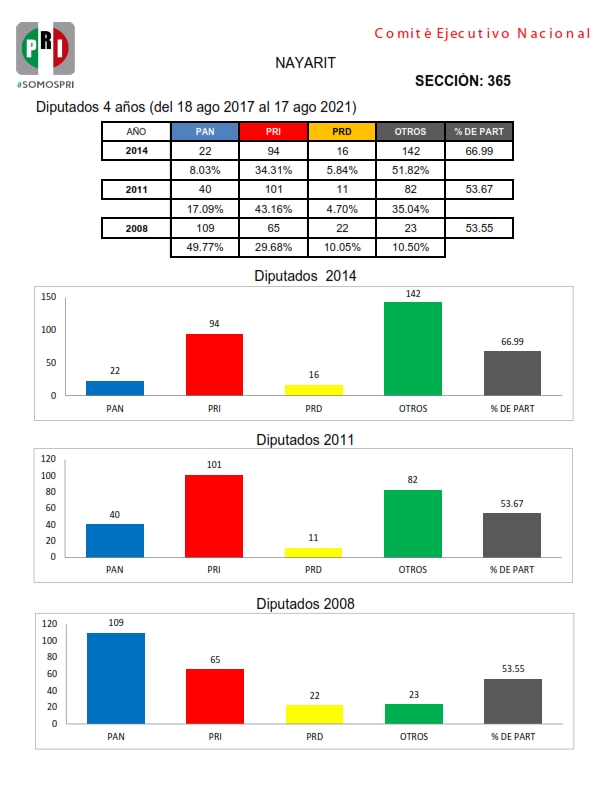 Comité Ejecutivo Nacional
PRI
#SOMOSPRI
NAYARIT
SECCIÓN: 365
Diputados 4 años (del 18 ago 2017 al 17 ago 2021)
AÑO PAN PRI PRD OTROS % DE PART
2014 22 94 16 142 66.99
8.03% 34.31% 5.84% 51.82%
2011 40 101 11 82 53.67
17.09% 43.16% 4.70% 35.04%
2008 109 65 22 23 53.55
49.77% 29.68% 10.05% 10.50%
Diputados 2014
150
100
50
0
22 94 16 142 66.99
PAN PRI PRD OTROS % DE PART
Diputados 2011
120
100
80
60
40
20
0
40 101 11 82 53.67
PAN PRI PRD OTROS % DE PART
Diputados 2008
120
100
80
60
40
20
0
109 65 22 23 53.55
PAN PRI PRD OTROS % DE PART